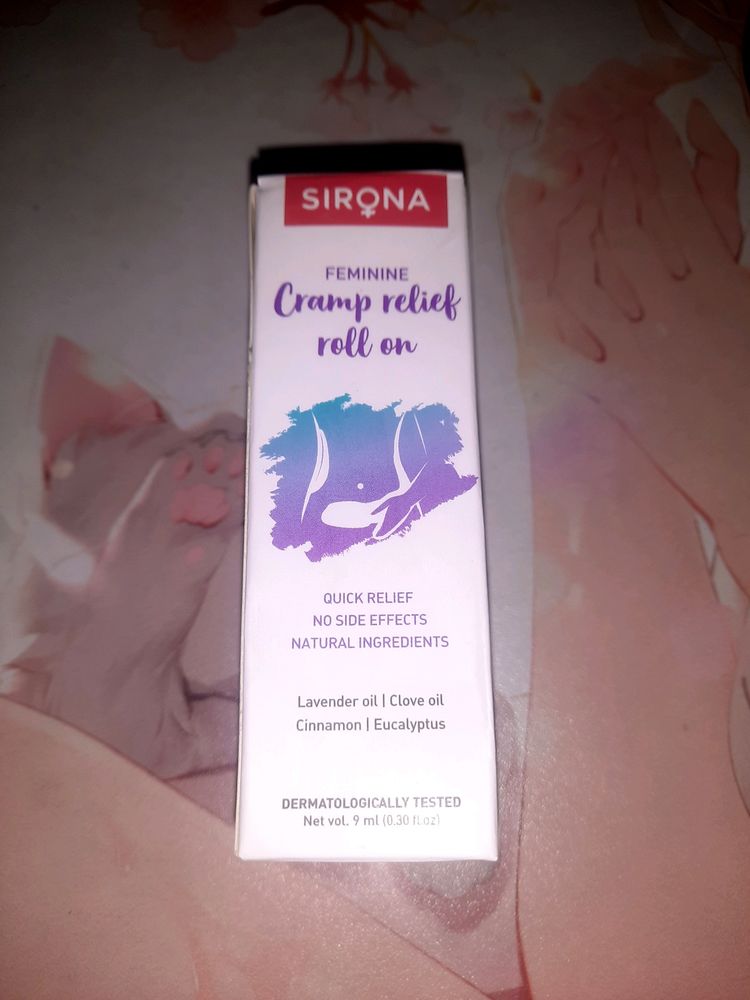 SIRONA
FEMININE
Cramp relief
roll on
QUICK RELIEF
NO SIDE EFFECTS
NATURAL INGREDIENTS
Lavender oil | Clove oil
Cinnamon | Eucalyptus
DERMATOLOGICALLY TESTED
Net vol. 9 ml (0.30 fl.oz)